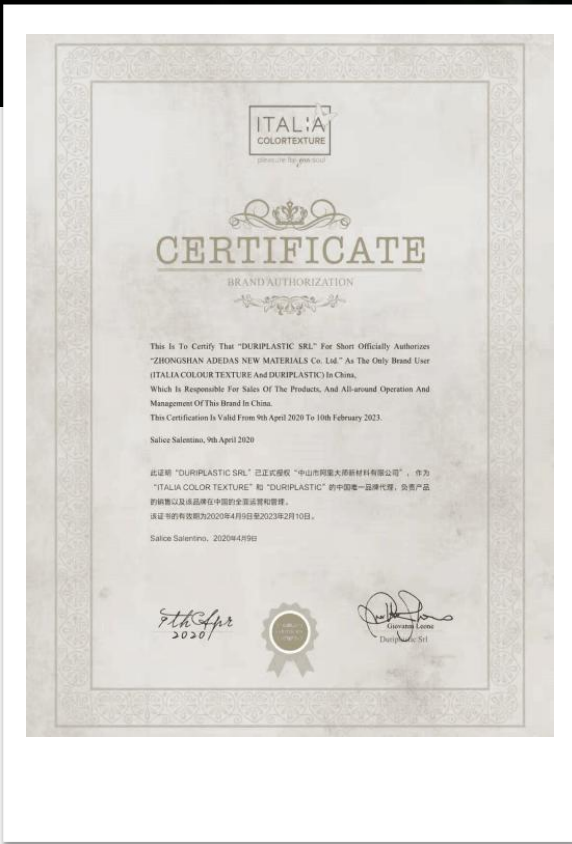 ITALIA
COLORTEXTURE
pleasure for your soul
CERTIFICATE
BRAND AUTHORIZATION
This Is To Certify That “DURIPLASTIC SRL” For Short Officially Authorizes
“ZHONGSHAN ADEDAS NEW MATERIALS Co. Ltd.” As The Only Brand User
(ITALIA COLOUR TEXTURE And DURIPLASTIC) In China,
Which Is Responsible For Sales Of The Products, And All-around Operation And
Management Of This Brand In China.
This Certification Is Valid From 9th April 2020 To 10th February 2023.
Salice Salentino, 9th April 2020
此证明“DURIPLASTIC SRL”已正式授权“中山市阿戴大师新材料有限公司”，作为
“ITALIA COLOR TEXTURE”和“DURIPLASTIC”的中国唯一品牌代理，负责产品
的销售以及该品牌在中国的全面运营和管理。
该证书的有效期为2020年4月9日至2023年2月10日。
Salice Salentino，2020年4月9日
9th Apr
2020
Giovanni Leone
Duriplastic Srl